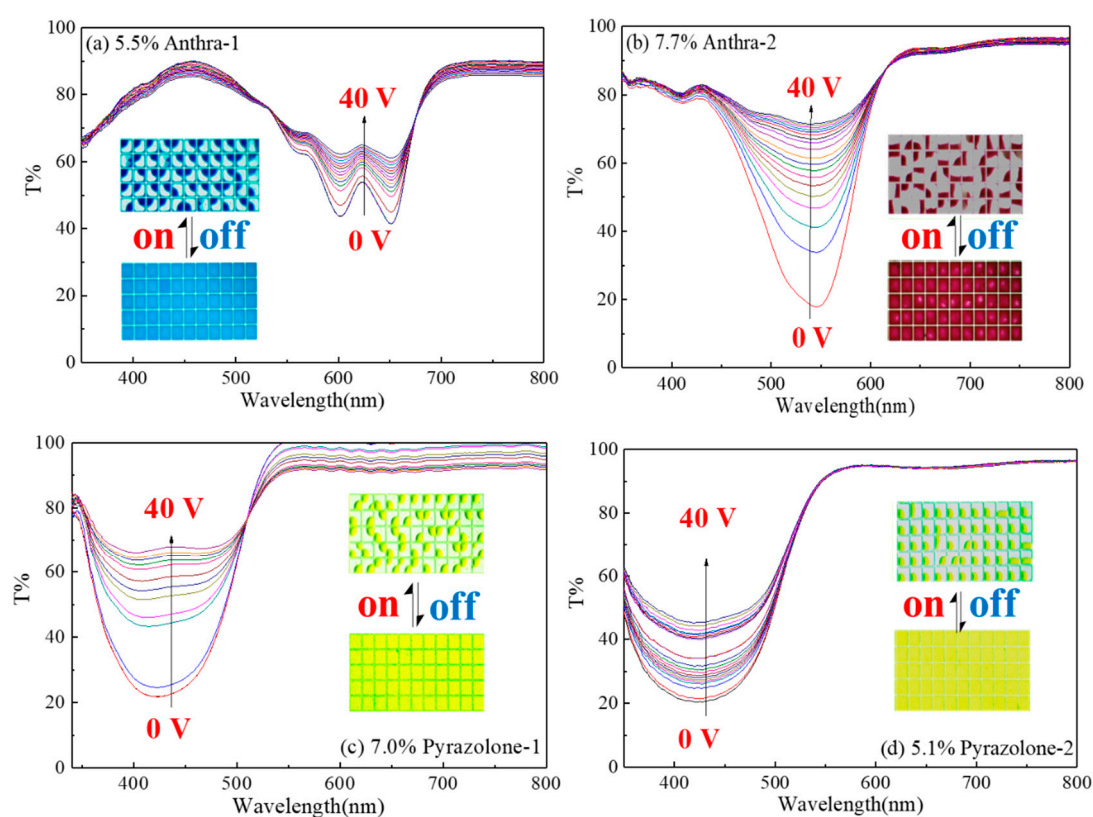 (a) 5.5% Anthra-1
T%
100
80
60
40
20
0
40 V
0 V
on off
400 500 600 700 800
Wavelength(nm)
(b) 7.7% Anthra-2
T%
100
80
60
40
20
0
40 V
0 V
on off
400 500 600 700 800
Wavelength(nm)
T%
100
80
60
40
20
0
40 V
0 V
on off
(c) 7.0% Pyrazolone-1
400 500 600 700 800
Wavelength(nm)
T%
100
80
60
40
20
0
40 V
0 V
on off
(d) 5.1% Pyrazolone-2
400 500 600 700 800
Wavelength(nm)